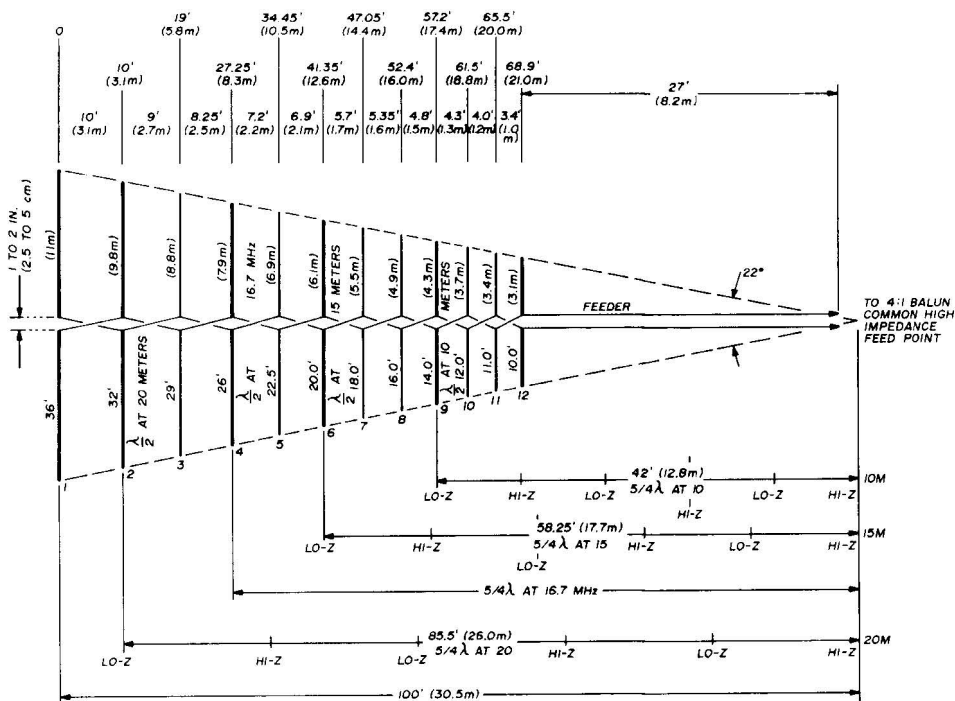 0
19'
(5.8m)
34.45'
(10.5m)
47.05'
(14.4m)
57.2'
(17.4m)
65.5'
(20.0m)
10'
(3.1m)
27.25'
(8.3m)
41.35'
(12.6m)
52.4'
(16.0m)
61.5'
(18.8m)
68.9'
(21.0m)
27'
(8.2m)
10'
(3.1m)
9'
(2.7m)
8.25'
(2.5m)
7.2'
(2.2m)
6.9'
(2.1m)
5.7'
(1.7m)
5.35'
(1.6m)
4.8'
(1.5m)
4.3'
(1.3m)
4.0'
(1.2m)
3.4'
(1.0
m)
1 TO 2 IN.
(2.5 TO 5 cm)
(11m)
(9.8m)
(8.8m)
(7.9m)
16.7 MHz
(6.9m)
(6.1m)
15 METERS
(5.5m)
(4.9m)
(4.3m)
METERS
(3.7m)
(3.4m)
(3.1m)
22°
FEEDER
TO 4:1 BALUN
COMMON HIGH
IMPEDANCE
FEED POINT
36'
32'
λ/2 AT 20 METERS
29'
26'
λ/2 AT
22.5'
20.0'
λ/2 AT
18.0'
16.0'
14.0'
λ/2 AT 10
12.0'
11.0'
10.0'
1
2
3
4
5
6
7
8
9
10
11
12
42' (12.8m)
5/4 λ AT 10
10M
LO-Z
HI-Z
LO-Z
HI-Z
LO-Z
HI-Z
58.25' (17.7m)
5/4 λ AT 15
15M
LO-Z
HI-Z
LO-Z
HI-Z
LO-Z
HI-Z
5/4 λ AT 16.7 MHz
85.5' (26.0m)
5/4 λ AT 20
20M
LO-Z
HI-Z
LO-Z
HI-Z
LO-Z
HI-Z
100' (30.5m)